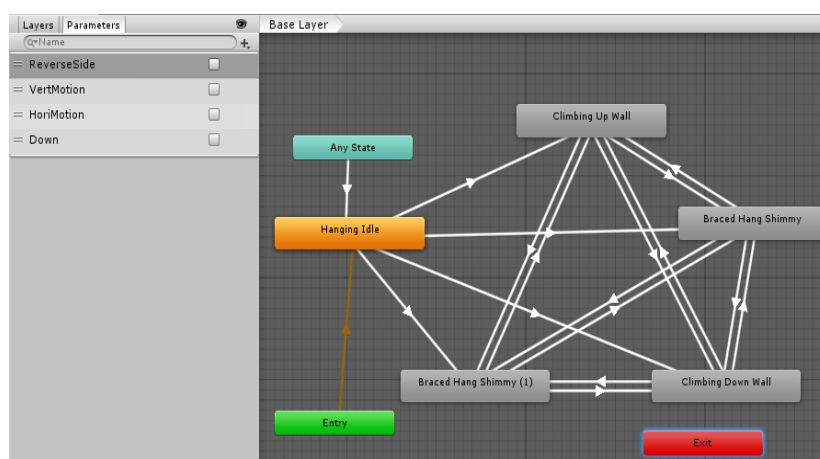 Layers Parameters
Base Layer
Name
ReverseSide
VertMotion
HoriMotion
Down
Climbing Up Wall
Any State
Braced Hang Shimmy
Hanging Idle
Braced Hang Shimmy (1)
Climbing Down Wall
Entry
Exit